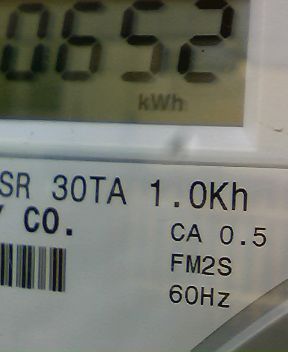 0652
kWh
SR 30TA 1.0Kh
Y CO.
CA 0.5
FM2S
60Hz